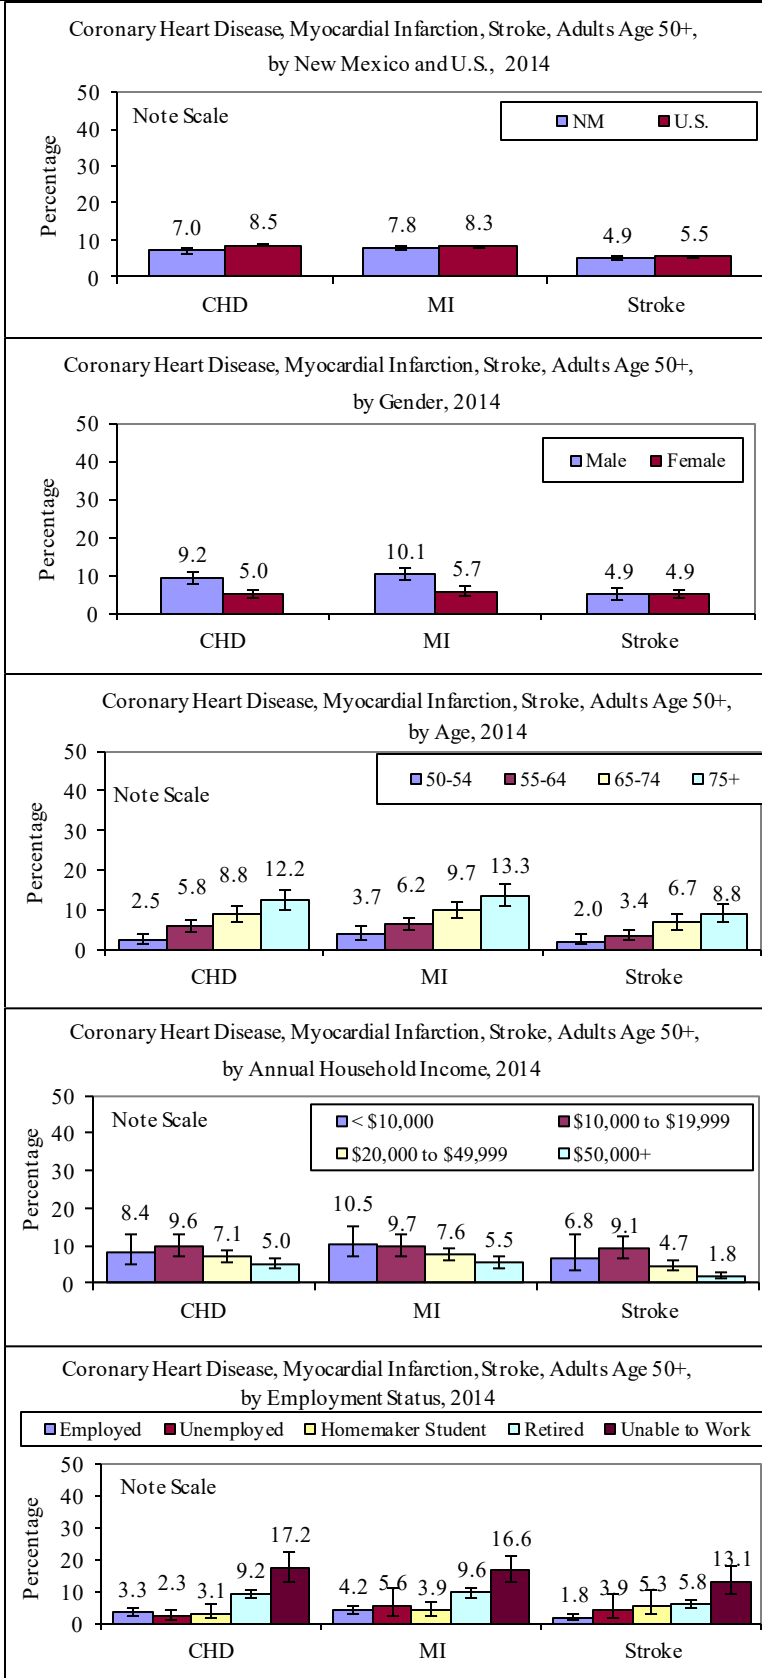 Coronary Heart Disease, Myocardial Infarction, Stroke, Adults Age 50+,
by New Mexico and U.S., 2014
50
Note Scale
NM U.S.
40
30
20
10
0
Percentage
7.0 8.5 7.8 8.3 4.9 5.5
CHD MI Stroke
Coronary Heart Disease, Myocardial Infarction, Stroke, Adults Age 50+,
by Gender, 2014
50
Male Female
40
30
20
10
0
Percentage
9.2 5.0 10.1 5.7 4.9 4.9
CHD MI Stroke
Coronary Heart Disease, Myocardial Infarction, Stroke, Adults Age 50+,
by Age, 2014
50
50-54 55-64 65-74 75+
Note Scale
40
30
20
10
0
Percentage
2.5 5.8 8.8 12.2 3.7 6.2 9.7 13.3 2.0 3.4 6.7 8.8
CHD MI Stroke
Coronary Heart Disease, Myocardial Infarction, Stroke, Adults Age 50+,
by Annual Household Income, 2014
50
Note Scale
< $10,000 $10,000 to $19,999
$20,000 to $49,999 $50,000+
40
30
20
10
0
Percentage
8.4 9.6 7.1 5.0 10.5 9.7 7.6 5.5 6.8 9.1 4.7 1.8
CHD MI Stroke
Coronary Heart Disease, Myocardial Infarction, Stroke, Adults Age 50+,
by Employment Status, 2014
Employed Unemployed Homemaker Student Retired Unable to Work
50
Note Scale
40
30
20
10
0
Percentage
3.3 2.3 3.1 9.2 17.2 4.2 5.6 3.9 9.6 16.6 1.8 3.9 5.3 5.8 13.1
CHD MI Stroke